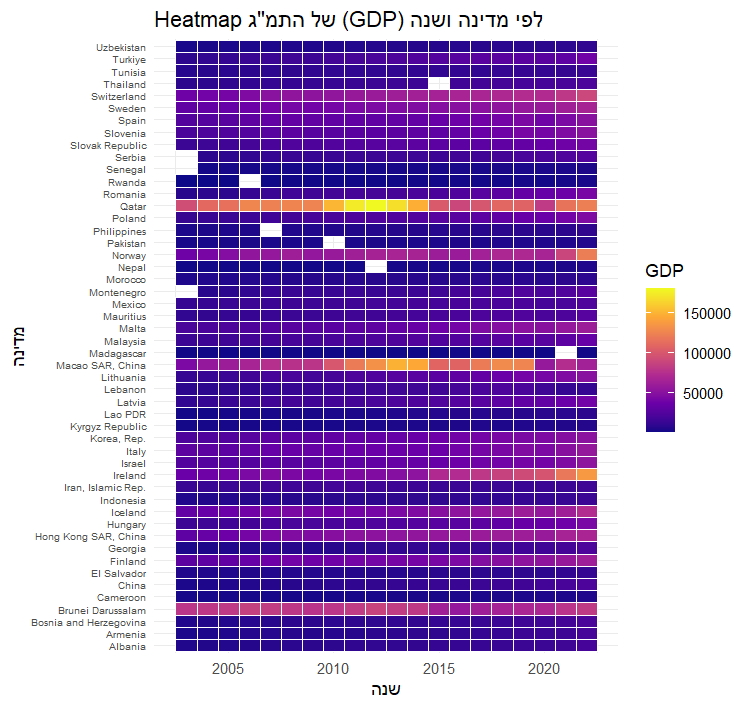 Heatmap של התמ"ג (GDP) לפי מדינה ושנה
Uzbekistan
Turkiye
Tunisia
Thailand
Switzerland
Sweden
Spain
Slovenia
Slovak Republic
Serbia
Senegal
Rwanda
Romania
Qatar
Poland
Philippines
Pakistan
Norway
Nepal
Morocco
Montenegro
Mexico
Mauritius
Malta
Malaysia
Madagascar
Macao SAR, China
Lithuania
Lebanon
Latvia
Lao PDR
Kyrgyz Republic
Korea, Rep.
Italy
Israel
Ireland
Iran, Islamic Rep.
Indonesia
Iceland
Hungary
Hong Kong SAR, China
Georgia
Finland
El Salvador
China
Cameroon
Brunei Darussalam
Bosnia and Herzegovina
Armenia
Albania
מדינה
2005
2010
2015
2020
שנה
GDP
150000
100000
50000